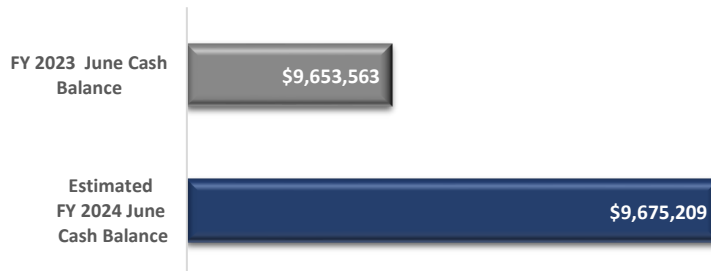 FY 2023 June Cash
Balance
$9,653,563
Estimated
FY 2024 June
Cash Balance
$9,675,209